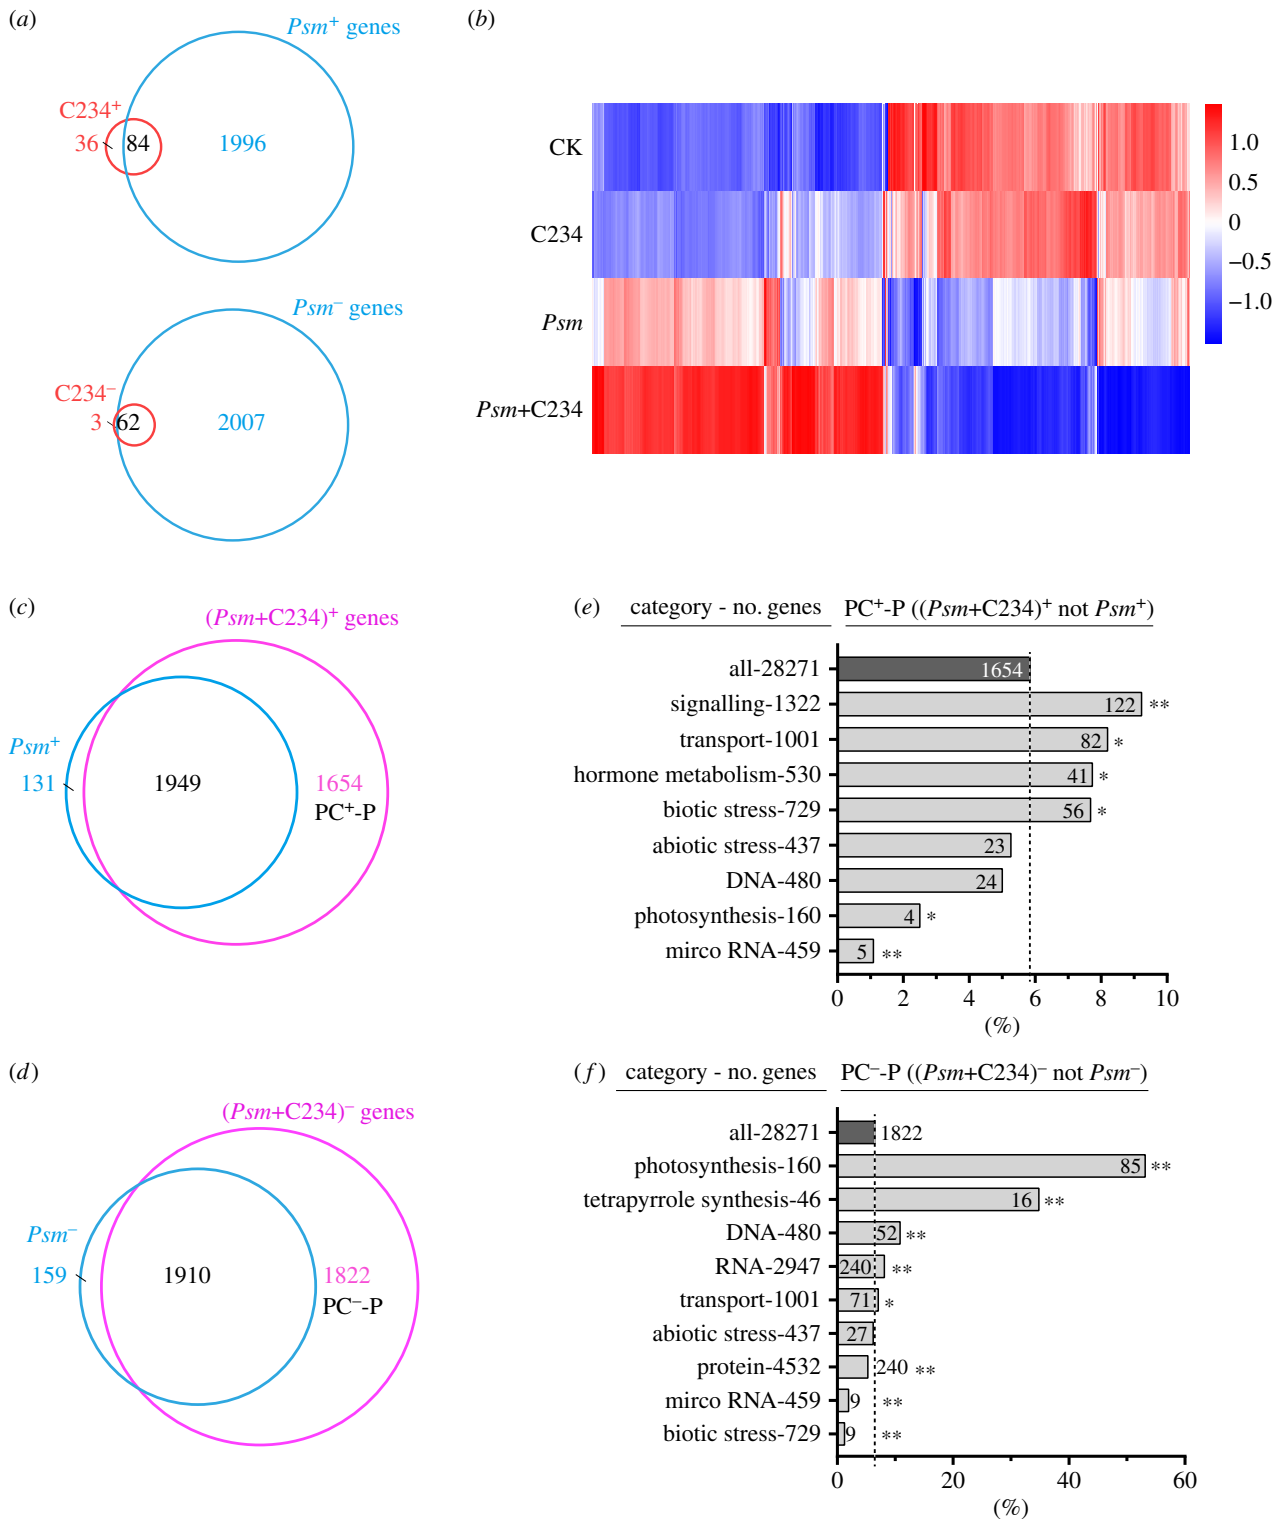 (a)
Psm⁺ genes
C234⁺
36
84
1996
Psm⁻ genes
C234⁻
3
62
2007
(b)
CK
C234
Psm
Psm+C234
1.0
0.5
0
−0.5
−1.0
(c)
(Psm+C234)⁺ genes
Psm⁺
131
1949
1654
PC⁺-P
(d)
(Psm+C234)⁻ genes
Psm⁻
159
1910
1822
PC⁻-P
(e) category - no. genes PC⁺-P ((Psm+C234)⁺ not Psm⁺)
all-28271 1654
signalling-1322 122 **
transport-1001 82 *
hormone metabolism-530 41 *
biotic stress-729 56 *
abiotic stress-437 23
DNA-480 24
photosynthesis-160 4 *
mirco RNA-459 5 **
0 2 4 6 8 10
(%)
(f) category - no. genes PC⁻-P ((Psm+C234)⁻ not Psm⁻)
all-28271 1822
photosynthesis-160 85 **
tetrapyrrole synthesis-46 16 **
DNA-480 52 **
RNA-2947 240 **
transport-1001 71 *
abiotic stress-437 27
protein-4532 240 **
mirco RNA-459 9 **
biotic stress-729 9 **
0 20 40 60
(%)